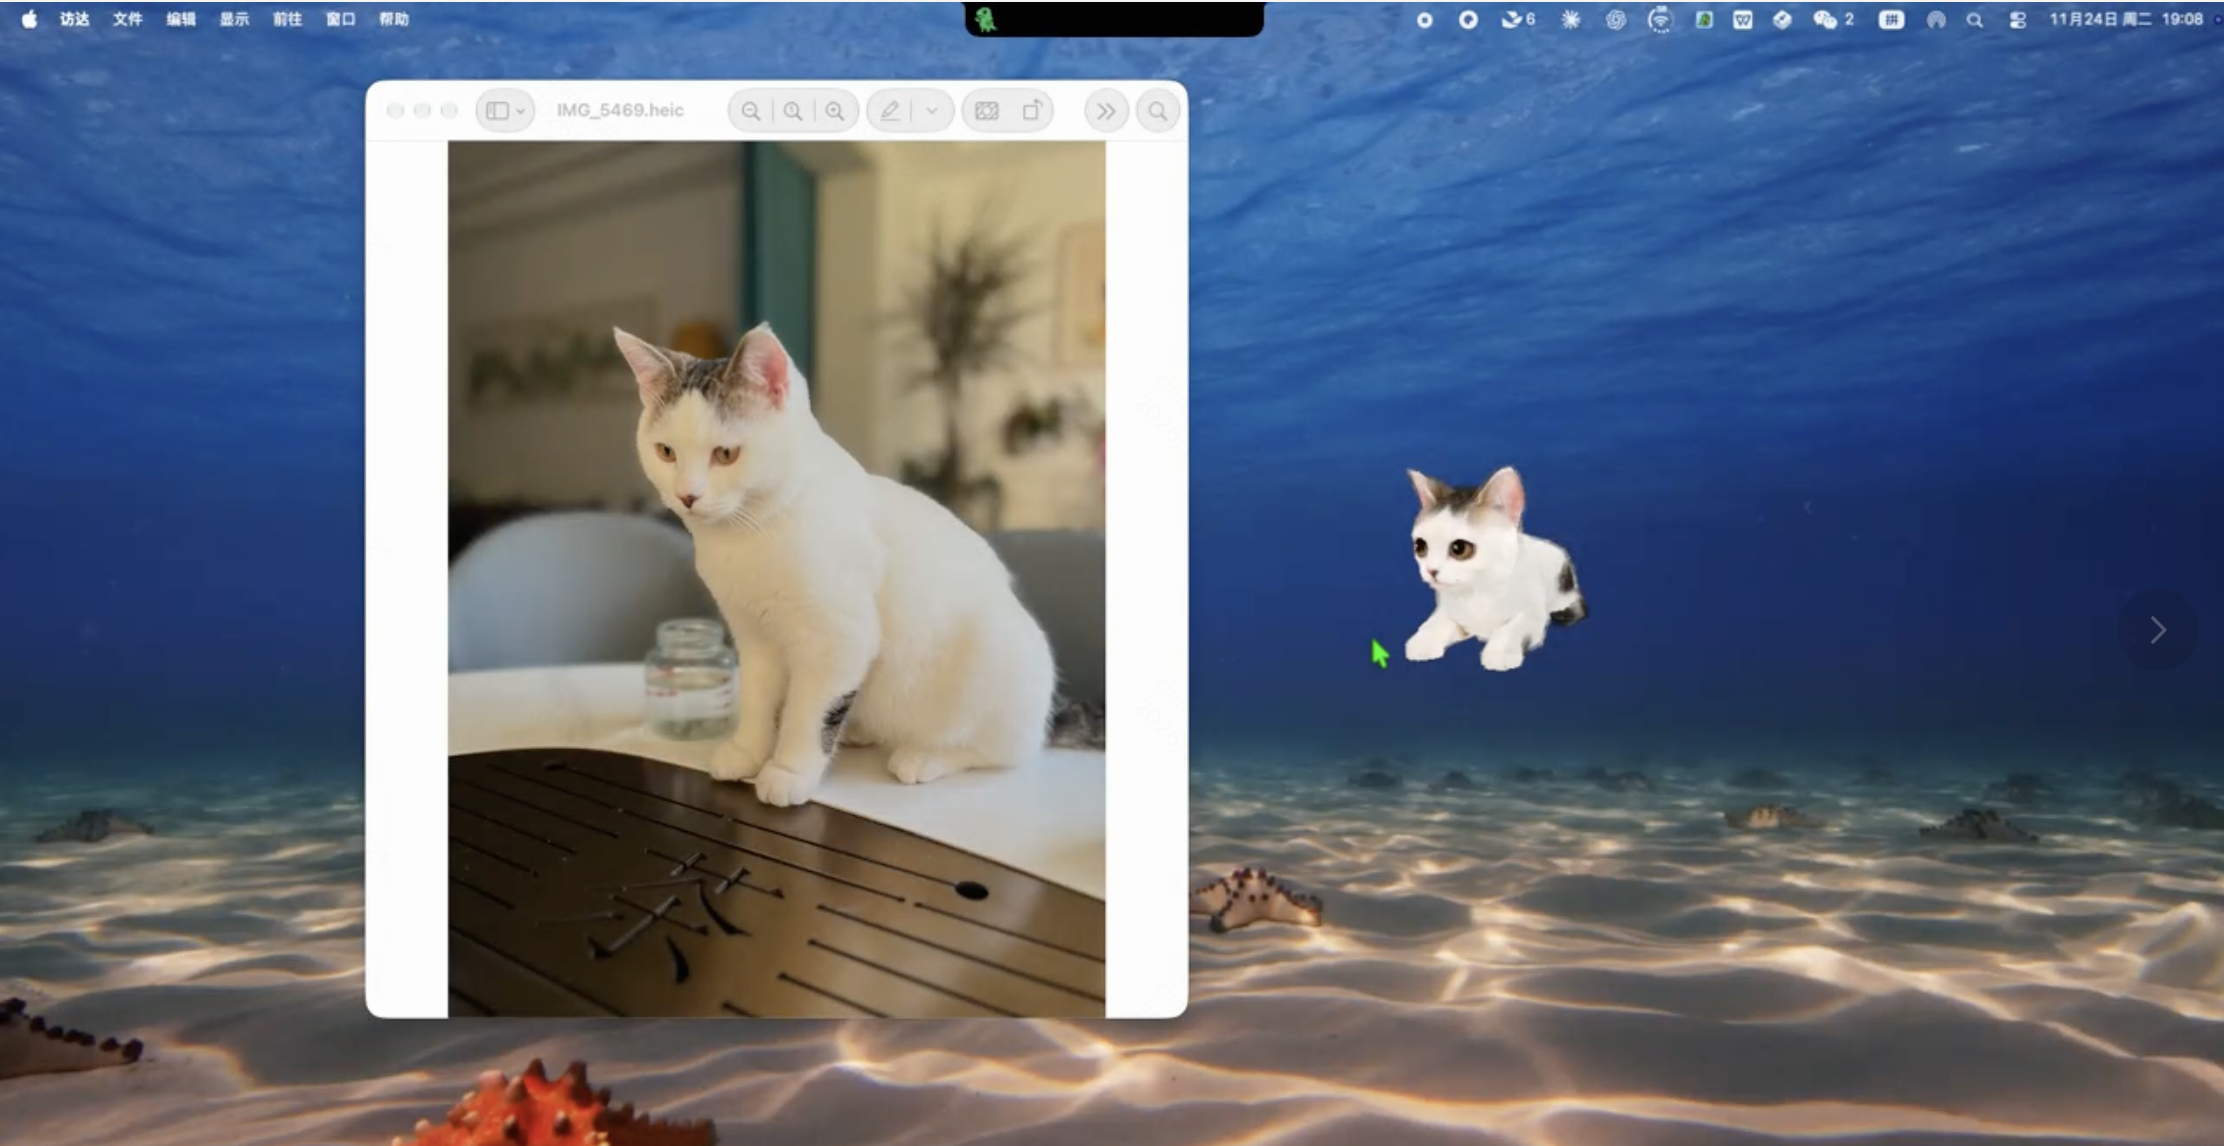 访达 文件 编辑 显示 前往 窗口 帮助
6 2 拼 11月24日 周二 19:08
IMG_5469.heic
茶